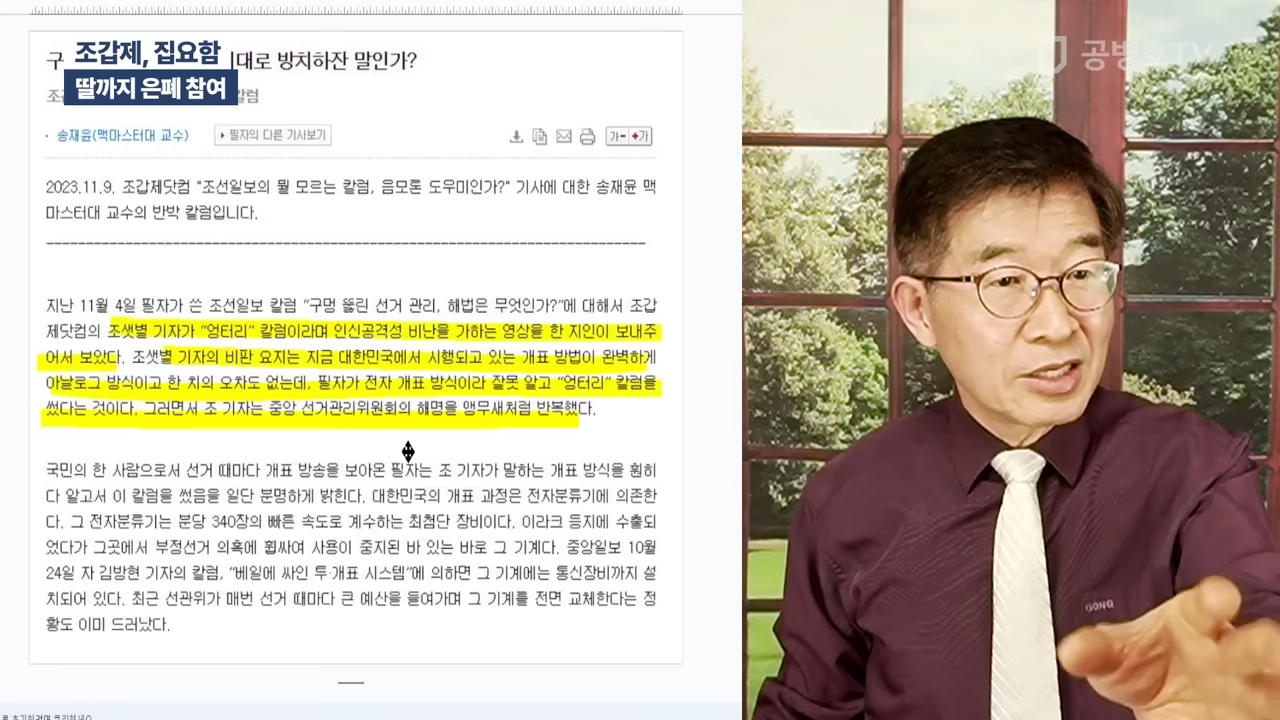 조갑제, 집요함
딸까지 은폐 참여
구 대로 방치하잔 말인가?
조 칼럼
송재윤(맥마스터대 교수)
필자의 다른 기사보기
가- +가
2023.11.9. 조갑제닷컴 "조선일보의 뭘 모르는 칼럼, 음모론 도우미인가?" 기사에 대한 송재윤 맥
마스터대 교수의 반박 칼럼입니다.
지난 11월 4일 필자가 쓴 조선일보 칼럼 “구멍 뚫린 선거 관리, 해법은 무엇인가?”에 대해서 조갑
제닷컴의 조샛별 기자가 “엉터리” 칼럼이라며 인신공격성 비난을 가하는 영상을 한 지인이 보내주
어서 보았다. 조샛별 기자의 비판 요지는 지금 대한민국에서 시행되고 있는 개표 방법이 완벽하게
아날로그 방식이고 한 치의 오차도 없는데, 필자가 전자 개표 방식이라 잘못 알고 “엉터리” 칼럼을
썼다는 것이다. 그러면서 조 기자는 중앙 선거관리위원회의 해명을 앵무새처럼 반복했다.
국민의 한 사람으로서 선거 때마다 개표 방송을 보아온 필자는 조 기자가 말하는 개표 방식을 훤히
다 알고서 이 칼럼을 썼음을 일단 분명하게 밝힌다. 대한민국의 개표 과정은 전자분류기에 의존한
다. 그 전자분류기는 분당 340장의 빠른 속도로 계수하는 최첨단 장비이다. 이라크 등지에 수출되
었다가 그곳에서 부정선거 의혹에 휩싸여 사용이 중지된 바 있는 바로 그 기계다. 중앙일보 10월
24일 자 김방현 기자의 칼럼, “베일에 싸인 투·개표 시스템”에 의하면 그 기계에는 통신장비까지 설
치되어 있다. 최근 선관위가 매번 선거 때마다 큰 예산을 들여가며 그 기계를 전면 교체한다는 정
황도 이미 드러났다.
공병호TV
GONG